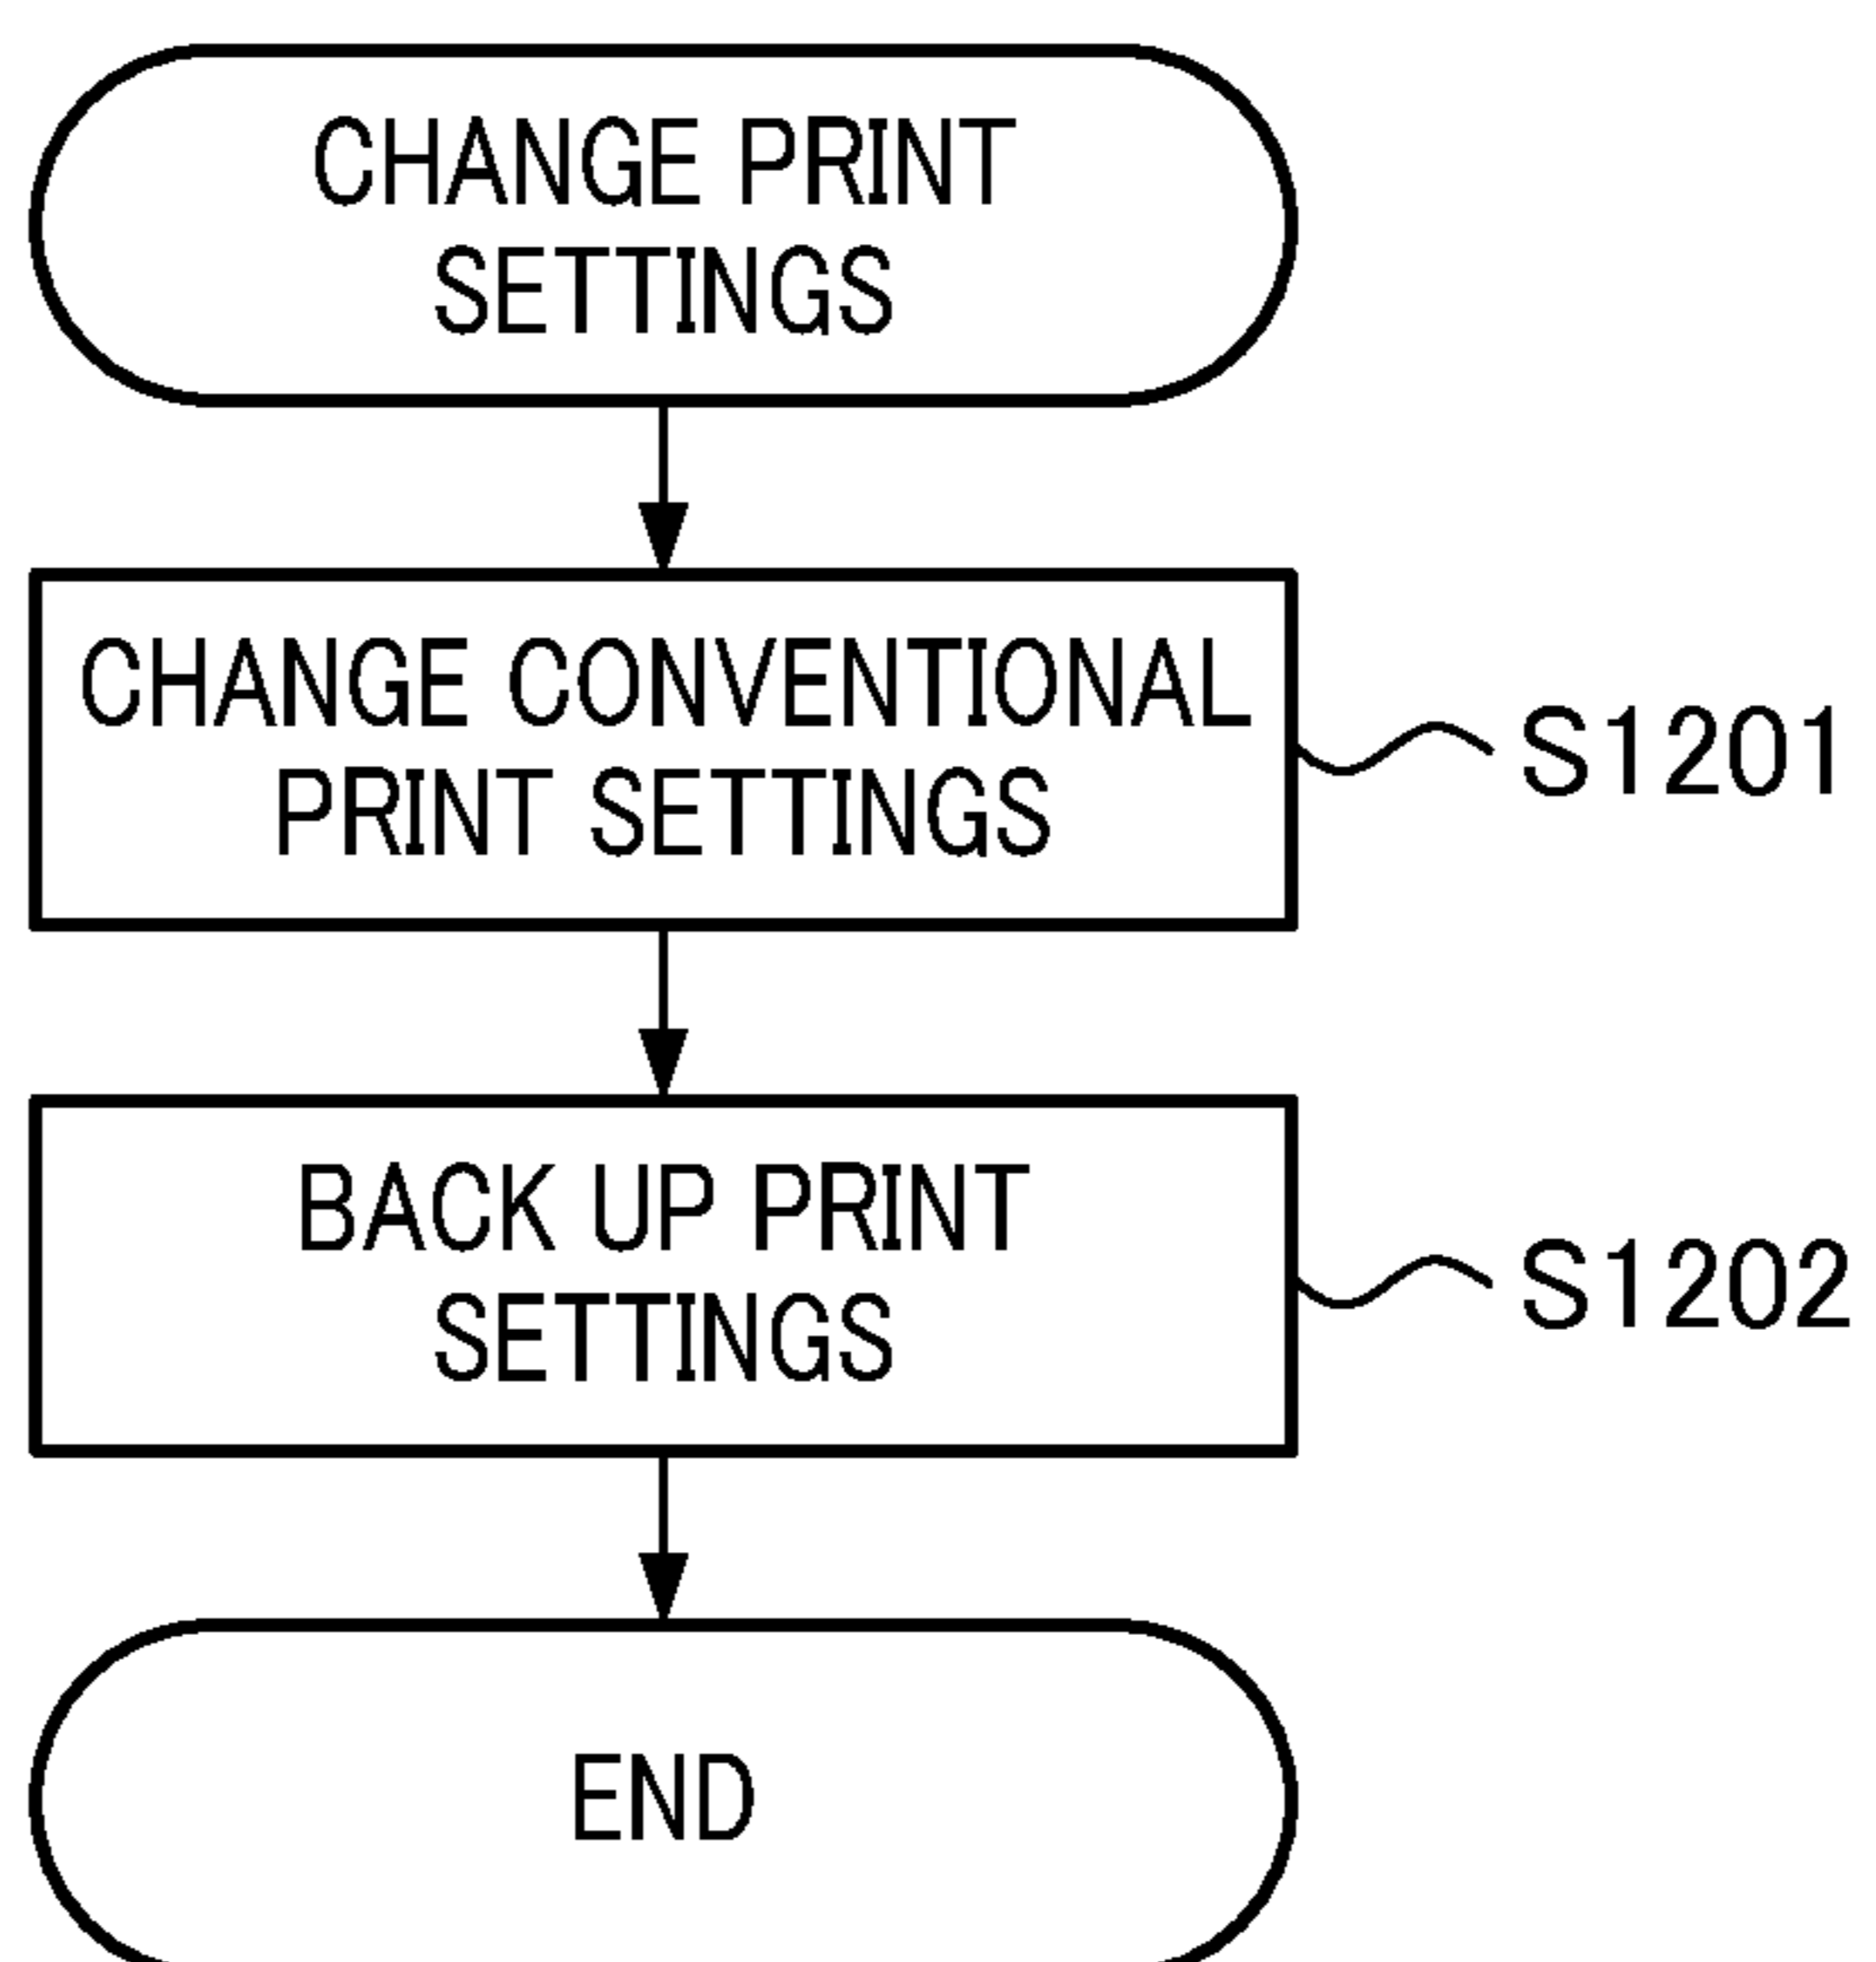 CHANGE PRINT
SETTINGS
CHANGE CONVENTIONAL
PRINT SETTINGS
S1201
BACK UP PRINT
SETTINGS
S1202
END